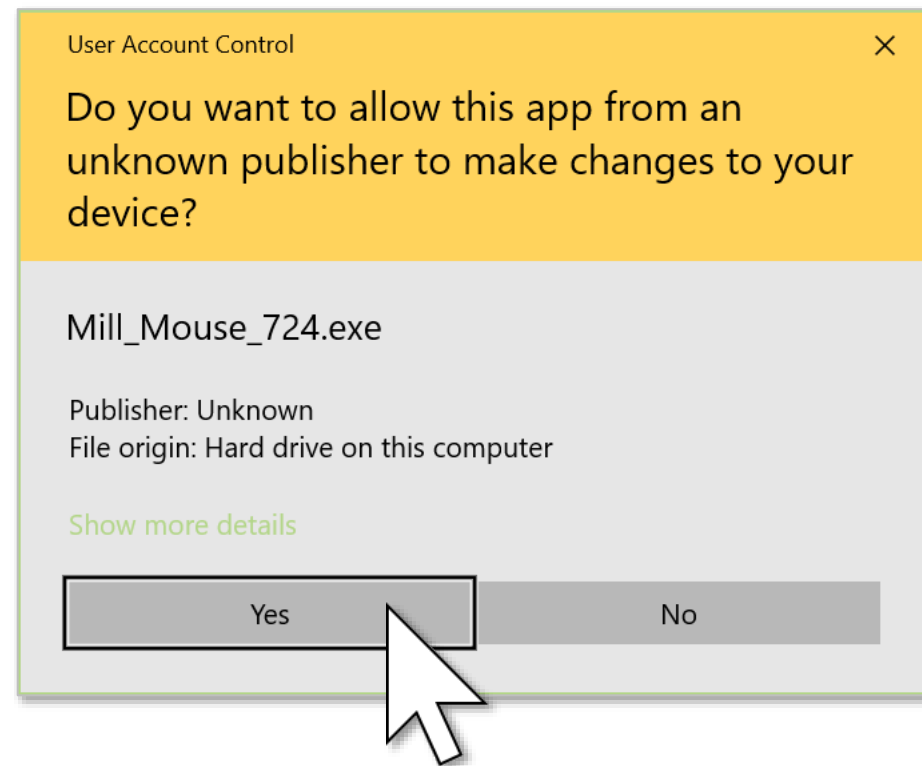 User Account Control
Do you want to allow this app from an
unknown publisher to make changes to your
device?
Mill_Mouse_724.exe
Publisher: Unknown
File origin: Hard drive on this computer
Show more details
Yes No